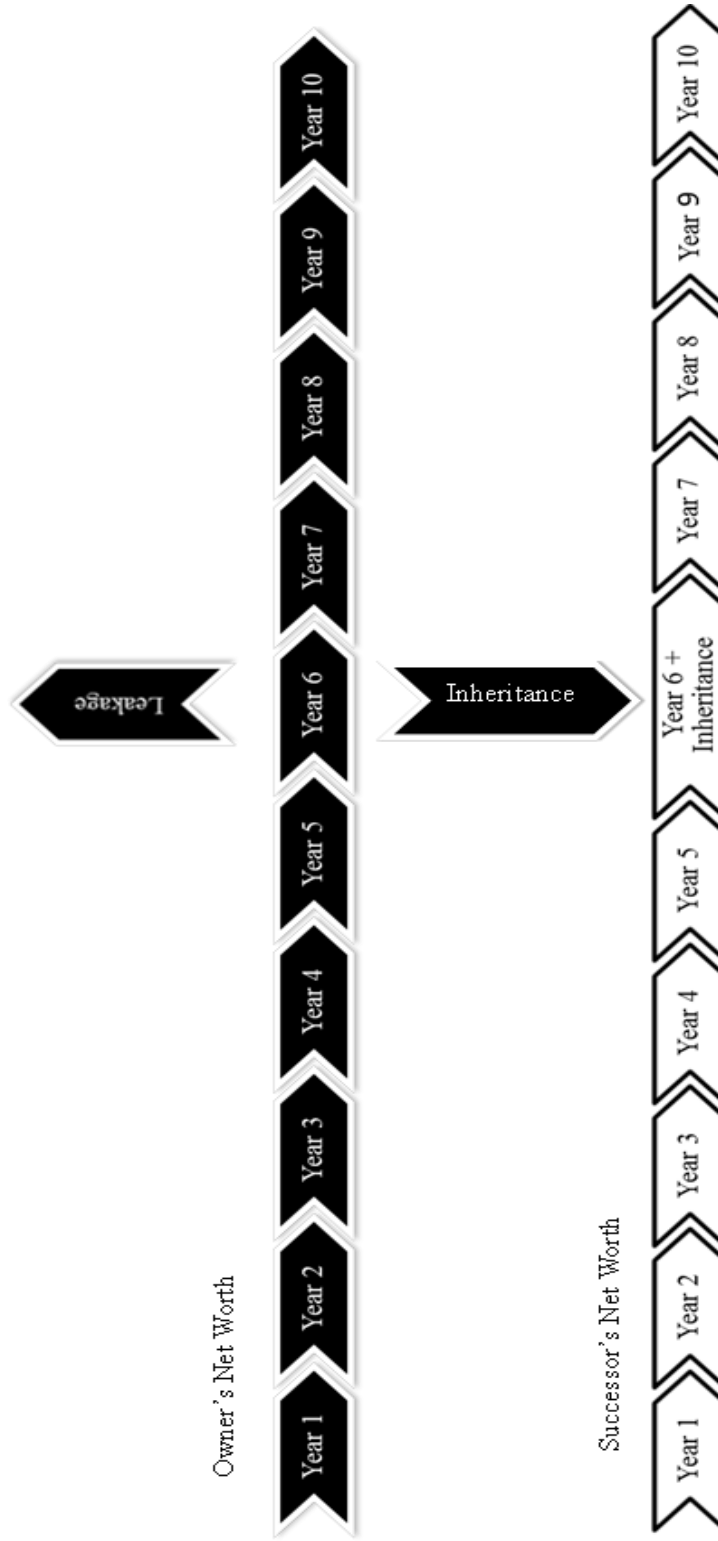 Leakage
Owner’s Net Worth
Year 1
Year 2
Year 3
Year 4
Year 5
Year 6
Year 7
Year 8
Year 9
Year 10
Inheritance
Successor’s Net Worth
Year 1
Year 2
Year 3
Year 4
Year 5
Year 6 +
Inheritance
Year 7
Year 8
Year 9
Year 10